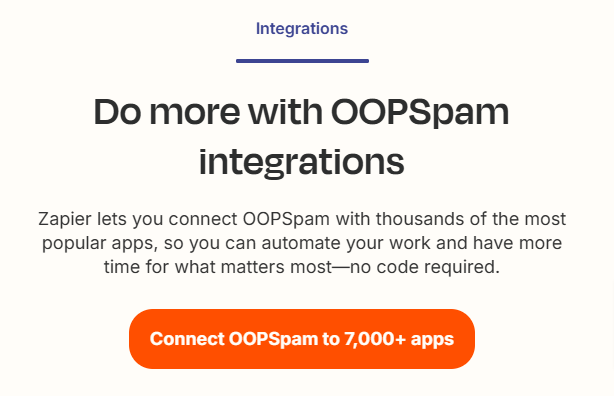 Integrations
Do more with OOPSpam
integrations
Zapier lets you connect OOPSpam with thousands of the most
popular apps, so you can automate your work and have more
time for what matters most—no code required.
Connect OOPSpam to 7,000+ apps